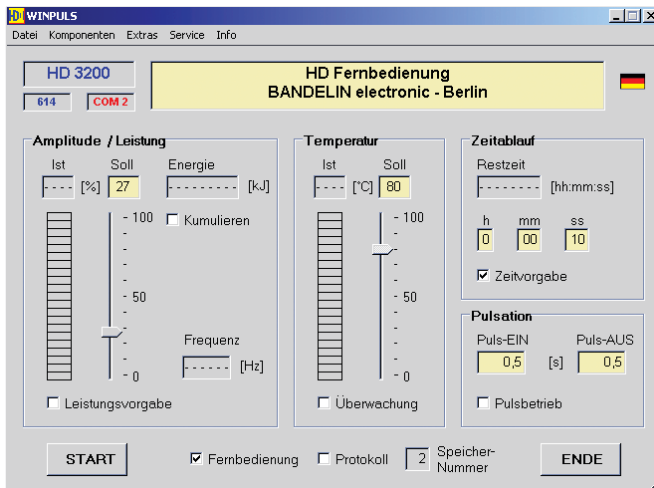 WINPULS
Datei Komponenten Extras Service Info
HD 3200
614 COM 2
HD Fernbedienung
BANDELIN electronic - Berlin
Amplitude / Leistung
Ist Soll Energie
- - - - [%] 27 - - - - - - - - - [kJ]
Kumulieren
- 100
- 50
- 0
Frequenz
- - - - - - [Hz]
Leistungsvorgabe
Temperatur
Ist Soll
- - - - [°C] 80
- 100
- 50
- 0
Überwachung
Zeitablauf
Restzeit
- - - - - - - - [hh:mm:ss]
h mm ss
0 00 10
Zeitvorgabe
Pulsation
Puls-EIN Puls-AUS
0,5 [s] 0,5
Pulsbetrieb
START Fernbedienung Protokoll 2 Speicher-
Nummer ENDE